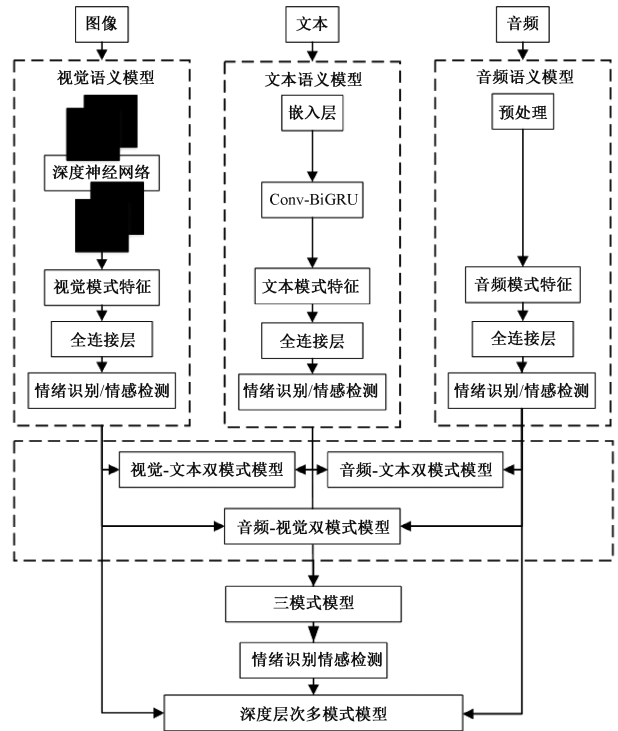 图像
文本
音频
视觉语义模型
文本语义模型
音频语义模型
嵌入层
预处理
深度神经网络
Conv-BiGRU
视觉模式特征
文本模式特征
音频模式特征
全连接层
全连接层
全连接层
情绪识别/情感检测
情绪识别/情感检测
情绪识别/情感检测
视觉-文本双模式模型
音频-文本双模式模型
音频-视觉双模式模型
三模式模型
情绪识别情感检测
深度层次多模式模型